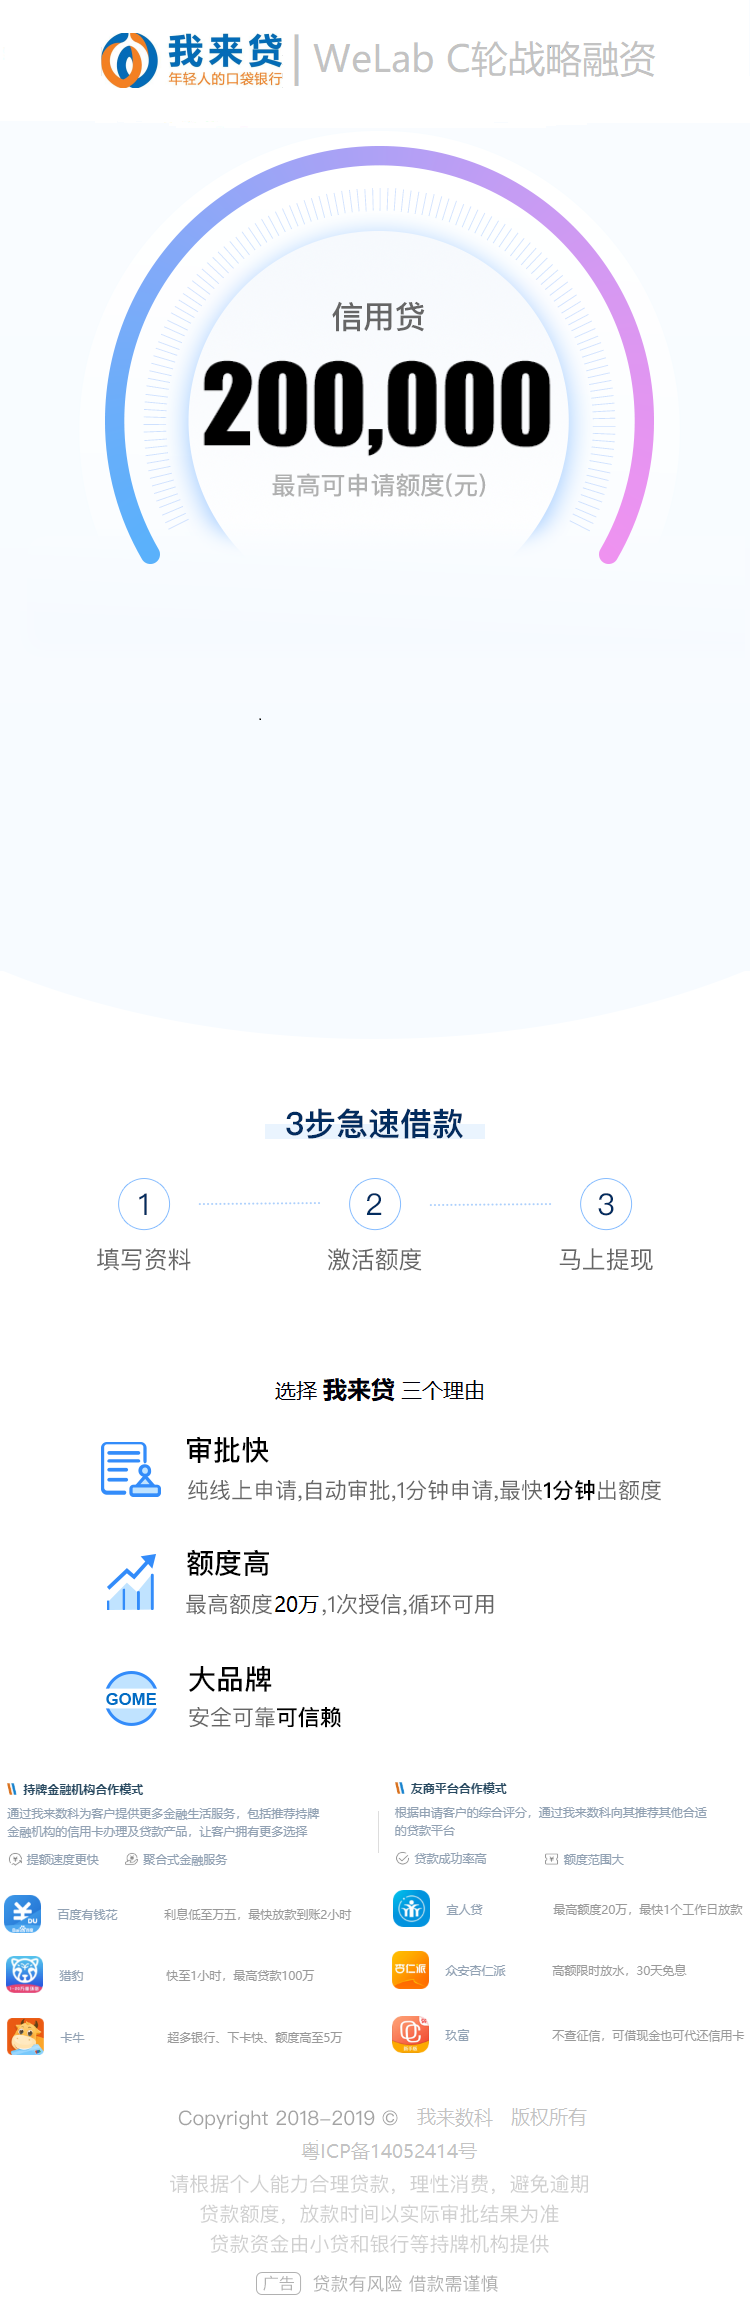 我来贷
年轻人的口袋银行
WeLab C轮战略融资
信用贷
200,000
最高可申请额度(元)
3步急速借款
1 2 3
填写资料 激活额度 马上提现
选择 我来贷 三个理由
审批快
纯线上申请,自动审批,1分钟申请,最快1分钟出额度
额度高
最高额度20万,1次授信,循环可用
GOME
大品牌
安全可靠可信赖
持牌金融机构合作模式
通过我来数科为客户提供更多金融生活服务，包括推荐持牌
金融机构的信用卡办理及贷款产品，让客户拥有更多选择
提额速度更快 聚合式金融服务
百度有钱花 利息低至万五，最快放款到账2小时
猎豹 快至1小时，最高贷款100万
卡牛 超多银行、下卡快、额度高至5万
友商平台合作模式
根据申请客户的综合评分，通过我来数科向其推荐其他合适
的贷款平台
贷款成功率高 额度范围大
宜人贷 最高额度20万，最快1个工作日放款
杏仁派
众安杏仁派 高额限时放水，30天免息
玖富 不查征信，可借现金也可代还信用卡
Copyright 2018-2019 © 我来数科 版权所有
粤ICP备14052414号
请根据个人能力合理贷款，理性消费，避免逾期
贷款额度，放款时间以实际审批结果为准
贷款资金由小贷和银行等持牌机构提供
广告 贷款有风险 借款需谨慎